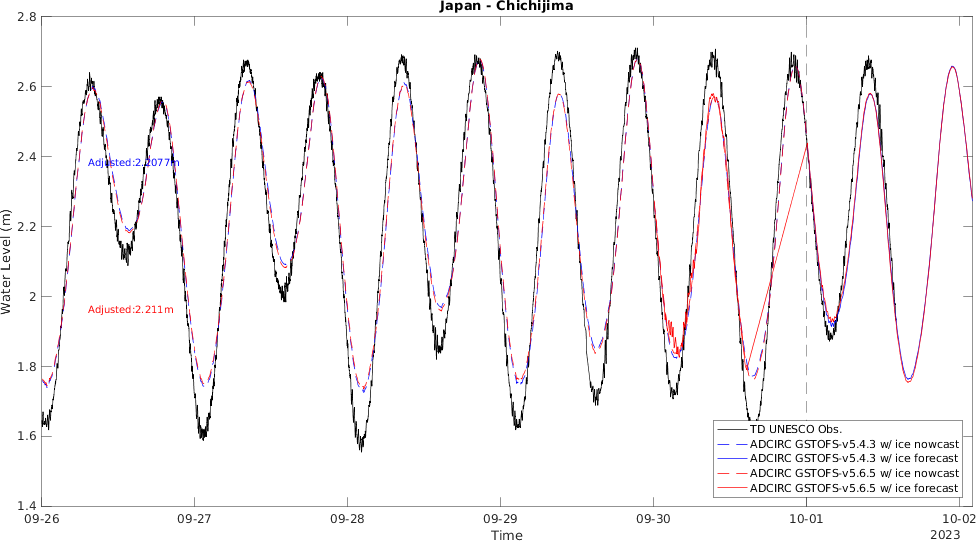 Japan - Chichijima
2.8
2.6
2.4
2.2
2
1.8
1.6
1.4
Water Level (m)
Adjusted:2.2077m
Adjusted:2.211m
TD UNESCO Obs.
ADCIRC GSTOFS-v5.4.3 w/ ice nowcast
ADCIRC GSTOFS-v5.4.3 w/ ice forecast
ADCIRC GSTOFS-v5.6.5 w/ ice nowcast
ADCIRC GSTOFS-v5.6.5 w/ ice forecast
09-26 09-27 09-28 09-29 09-30 10-01 10-02
Time
2023